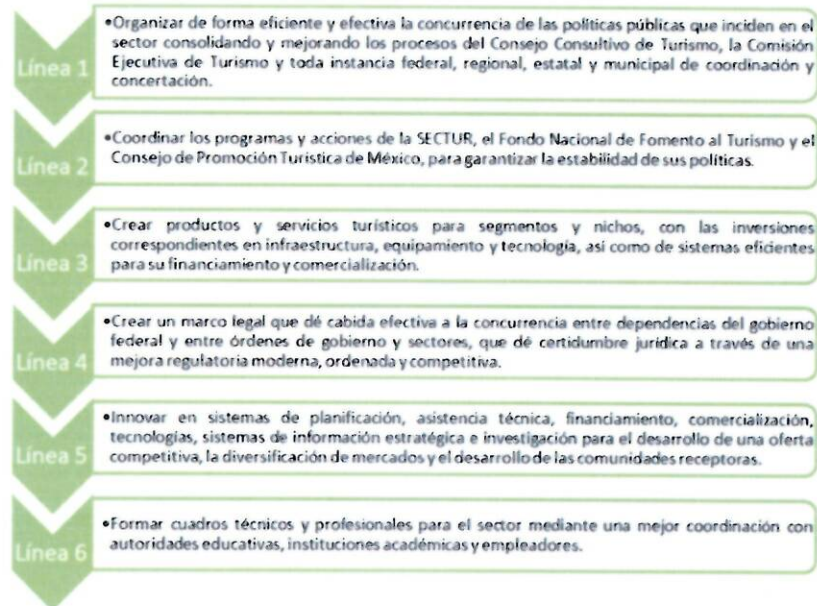 Línea 1
•Organizar de forma eficiente y efectiva la concurrencia de las políticas públicas que inciden en el
sector consolidando y mejorando los procesos del Consejo Consultivo de Turismo, la Comisión
Ejecutiva de Turismo y toda instancia federal, regional, estatal y municipal de coordinación y
concertación.
Línea 2
•Coordinar los programas y acciones de la SECTUR, el Fondo Nacional de Fomento al Turismo y el
Consejo de Promoción Turística de México, para garantizar la estabilidad de sus políticas.
Línea 3
•Crear productos y servicios turísticos para segmentos y nichos, con las inversiones
correspondientes en infraestructura, equipamiento y tecnología, así como de sistemas eficientes
para su financiamiento y comercialización.
Línea 4
•Crear un marco legal que dé cabida efectiva a la concurrencia entre dependencias del gobierno
federal y entre órdenes de gobierno y sectores, que dé certidumbre jurídica a través de una
mejora regulatoria moderna, ordenada y competitiva.
Línea 5
•Innovar en sistemas de planificación, asistencia técnica, financiamiento, comercialización,
tecnologías, sistemas de información estratégica e investigación para el desarrollo de una oferta
competitiva, la diversificación de mercados y el desarrollo de las comunidades receptoras.
Línea 6
•Formar cuadros técnicos y profesionales para el sector mediante una mejor coordinación con
autoridades educativas, instituciones académicas y empleadores.